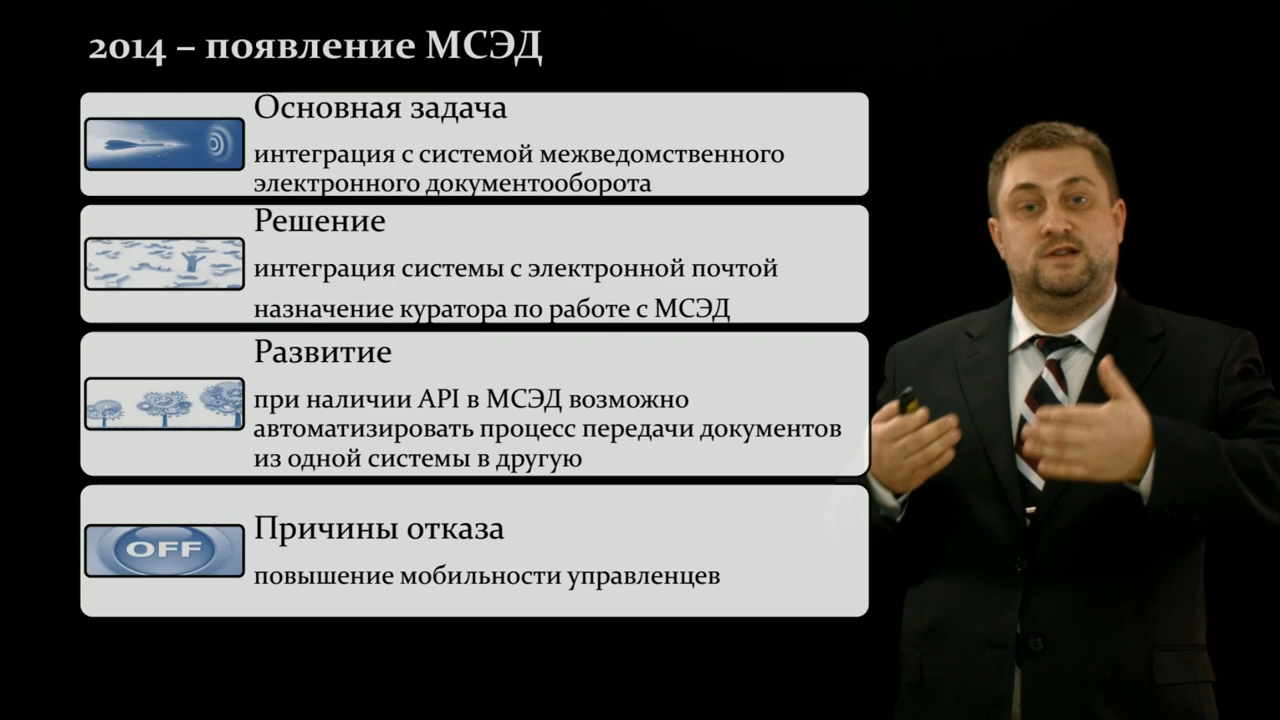 2014 – появление МСЭД
Основная задача
интеграция с системой межведомственного
электронного документооборота
Решение
интеграция системы с электронной почтой
назначение куратора по работе с МСЭД
Развитие
при наличии API в МСЭД возможно
автоматизировать процесс передачи документов
из одной системы в другую
OFF
Причины отказа
повышение мобильности управленцев